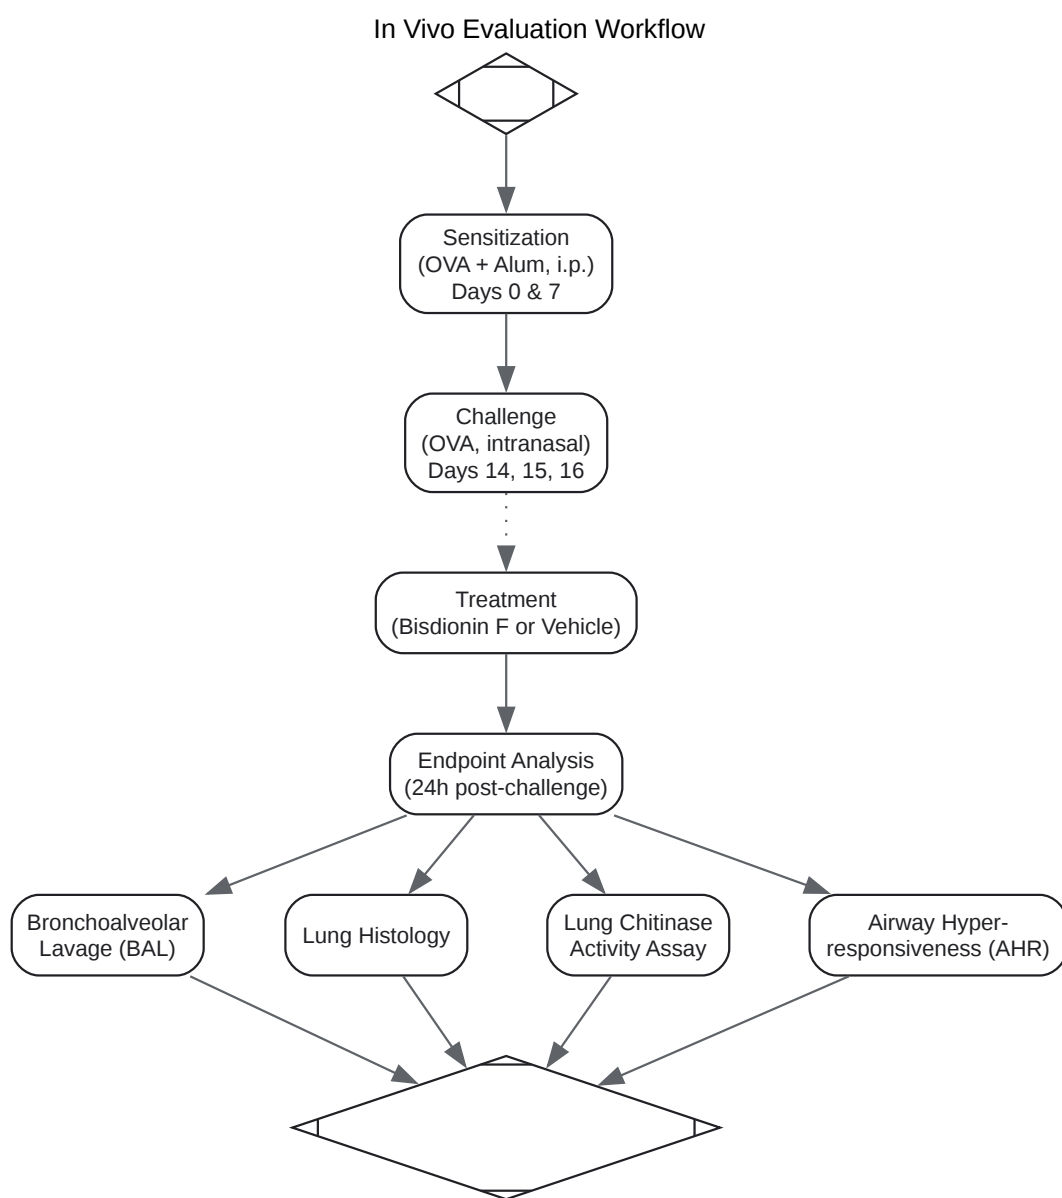 In Vivo Evaluation Workflow
Sensitization
(OVA + Alum, i.p.)
Days 0 & 7
Challenge
(OVA, intranasal)
Days 14, 15, 16
Treatment
(Bisdionin F or Vehicle)
Endpoint Analysis
(24h post-challenge)
Bronchoalveolar
Lavage (BAL)
Lung Histology
Lung Chitinase
Activity Assay
Airway Hyper-
responsiveness (AHR)